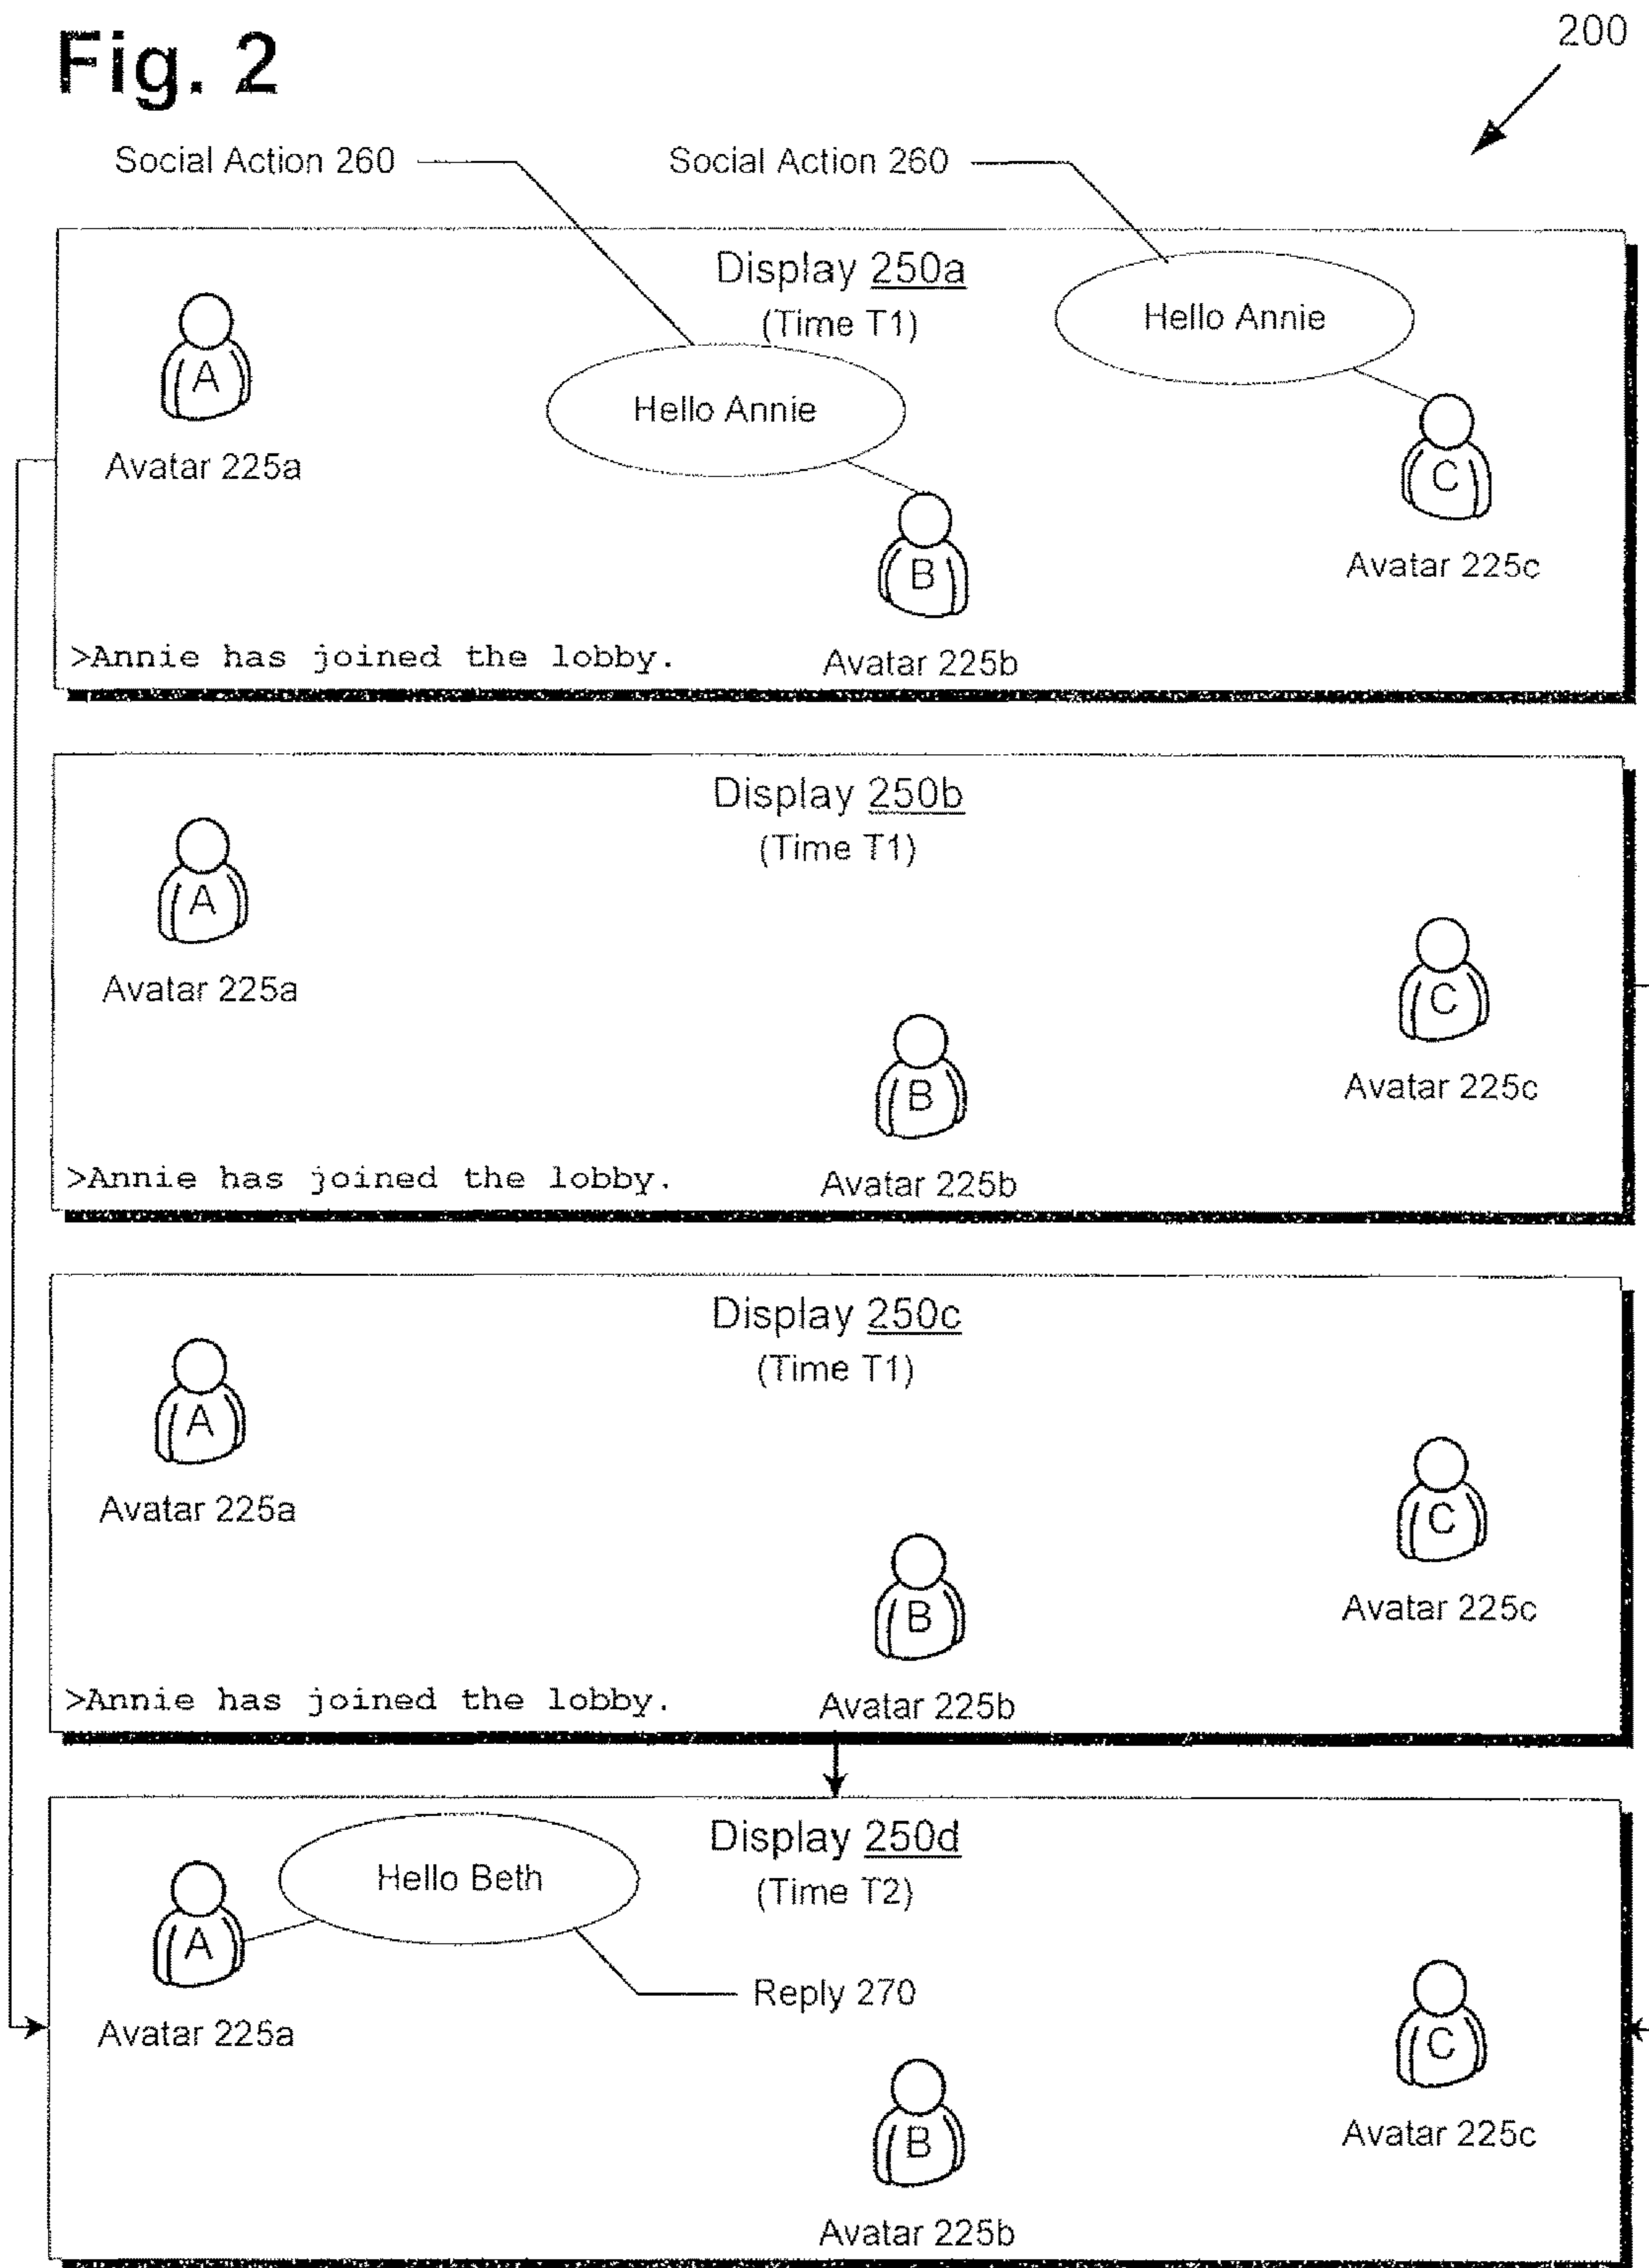 Fig. 2
200
Social Action 260
Social Action 260
Display 250a
(Time T1)
Hello Annie
Hello Annie
A
Avatar 225a
C
Avatar 225c
B
>Annie has joined the lobby.
Avatar 225b
Display 250b
(Time T1)
A
Avatar 225a
C
Avatar 225c
B
>Annie has joined the lobby.
Avatar 225b
Display 250c
(Time T1)
A
Avatar 225a
C
Avatar 225c
B
>Annie has joined the lobby.
Avatar 225b
Display 250d
(Time T2)
Hello Beth
A
Reply 270
Avatar 225a
C
Avatar 225c
B
Avatar 225b